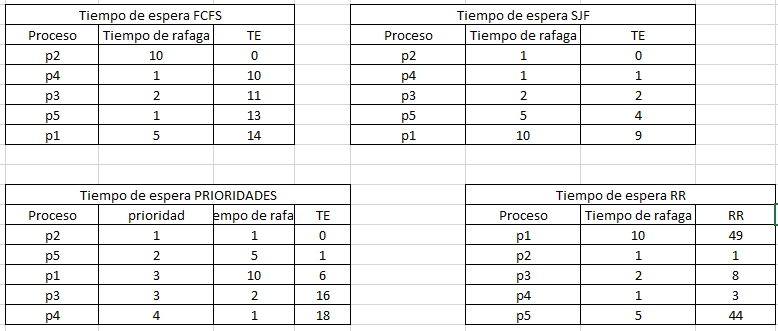 Tiempo de espera FCFS
Proceso Tiempo de rafaga TE
p2 10 0
p4 1 10
p3 2 11
p5 1 13
p1 5 14
Tiempo de espera SJF
Proceso Tiempo de rafaga TE
p2 1 0
p4 1 1
p3 2 2
p5 5 4
p1 10 9
Tiempo de espera PRIORIDADES
Proceso prioridad empo de rafa TE
p2 1 1 0
p5 2 5 1
p1 3 10 6
p3 3 2 16
p4 4 1 18
Tiempo de espera RR
Proceso Tiempo de rafaga RR
p1 10 49
p2 1 1
p3 2 8
p4 1 3
p5 5 44